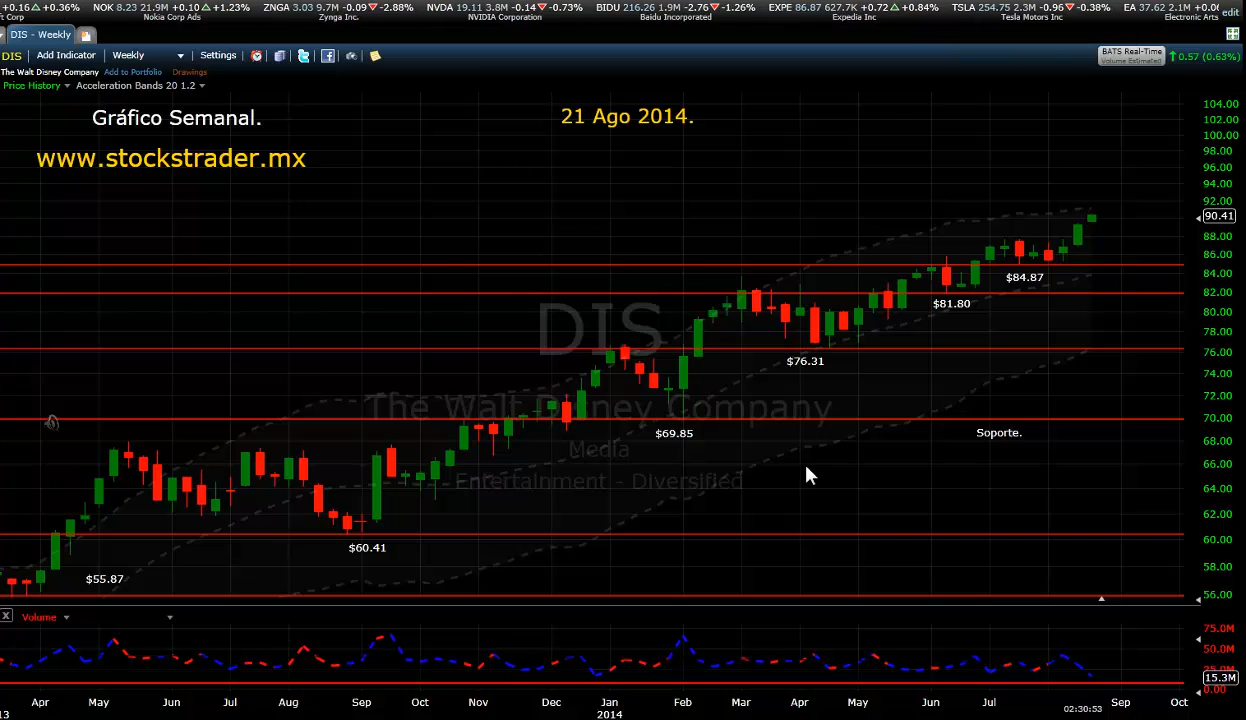 +0.16 +0.36% NOK 8.23 21.9M +0.10 +1.23% ZNGA 3.03 9.7M -0.09 -2.88% NVDA 19.11 3.8M -0.14 -0.73% BIDU 216.26 1.9M -2.76 -1.26% EXPE 86.87 627.7K +0.72 +0.84% TSLA 254.75 2.3M -0.96 -0.38% EA 37.62 2.1M edit
ft Corp Nokia Corp Ads Zynga Inc. NVIDIA Corporation Baidu Incorporated Expedia Inc Tesla Motors Inc Electronic Arts
DIS - Weekly
DIS Add Indicator Weekly Settings BATS Real-Time
Volume Estimated 0.57 (0.63%)
The Walt Disney Company Add to Portfolio Drawings
Price History Acceleration Bands 20 1.2
Gráfico Semanal. 21 Ago 2014.
www.stockstrader.mx
104.00
102.00
100.00
98.00
96.00
94.00
92.00
90.41
88.00
86.00
84.00
$84.87
82.00
$81.80
80.00
DIS
78.00
76.00
$76.31
74.00
72.00
The Walt Disney Company
70.00
$69.85 Soporte.
68.00
Media
66.00
Entertainment - Diversified
64.00
62.00
60.00
$60.41
58.00
$55.87
56.00
X Volume
75.0M
50.0M
25.0M
15.3M
0.00
Apr May Jun Jul Aug Sep Oct Nov Dec Jan Feb Mar Apr May Jun Jul Sep Oct
02:30:53
13 2014